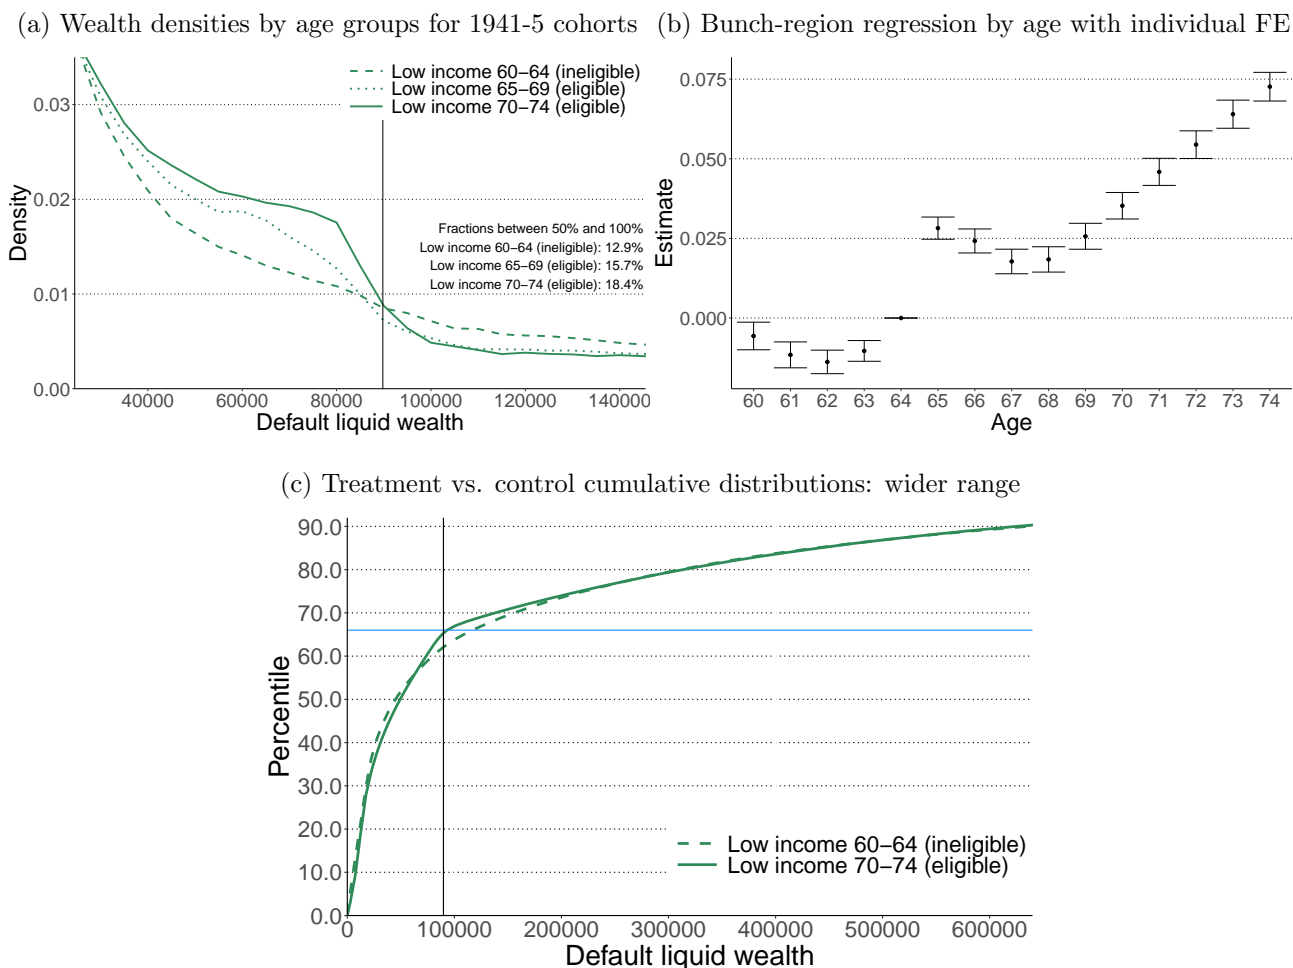 (a) Wealth densities by age groups for 1941-5 cohorts
Low income 60−64 (ineligible)
Low income 65−69 (eligible)
Low income 70−74 (eligible)
0.03
0.02
0.01
0.00
Density
Fractions between 50% and 100%
Low income 60−64 (ineligible): 12.9%
Low income 65−69 (eligible): 15.7%
Low income 70−74 (eligible): 18.4%
40000 60000 80000 100000 120000 140000
Default liquid wealth
(b) Bunch-region regression by age with individual FE
0.075
0.050
0.025
0.000
Estimate
60 61 62 63 64 65 66 67 68 69 70 71 72 73 74
Age
(c) Treatment vs. control cumulative distributions: wider range
90.0
80.0
70.0
60.0
50.0
40.0
30.0
20.0
10.0
0.0
Percentile
Low income 60−64 (ineligible)
Low income 70−74 (eligible)
0 100000 200000 300000 400000 500000 600000
Default liquid wealth